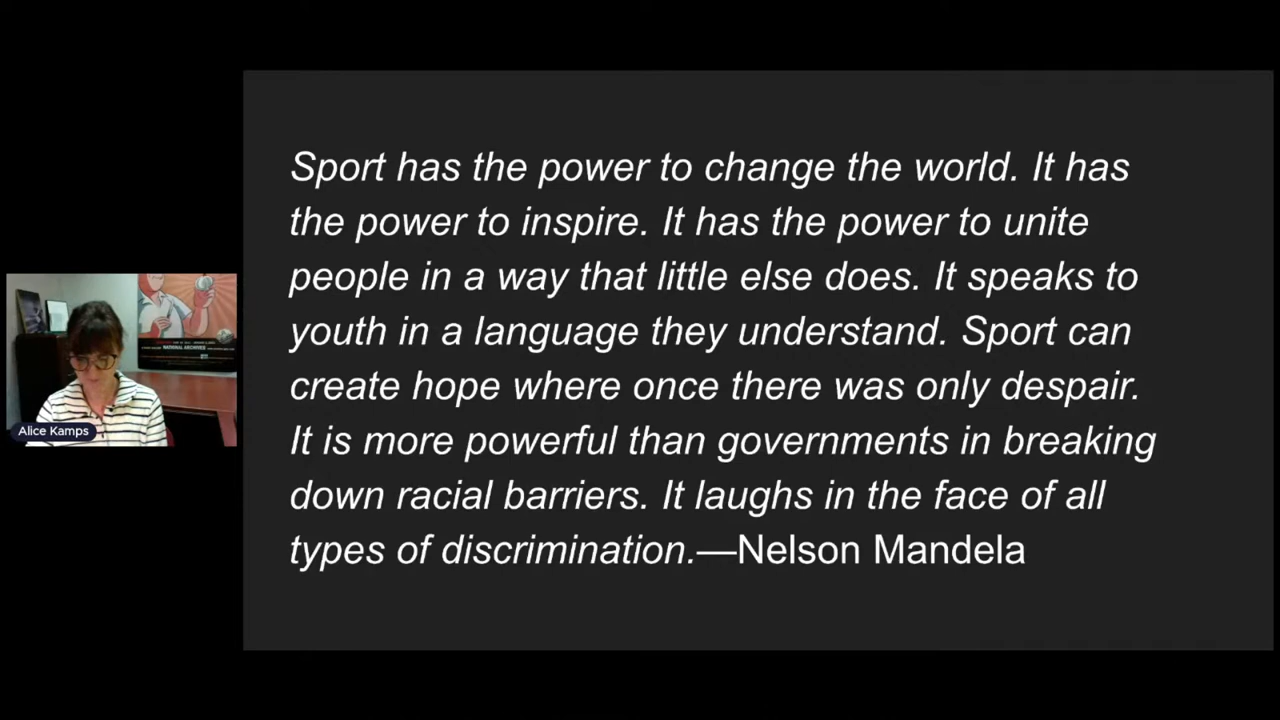 Sport has the power to change the world. It has
the power to inspire. It has the power to unite
people in a way that little else does. It speaks to
youth in a language they understand. Sport can
create hope where once there was only despair.
It is more powerful than governments in breaking
down racial barriers. It laughs in the face of all
types of discrimination.—Nelson Mandela
NATIONAL ARCHIVES
Alice Kamps